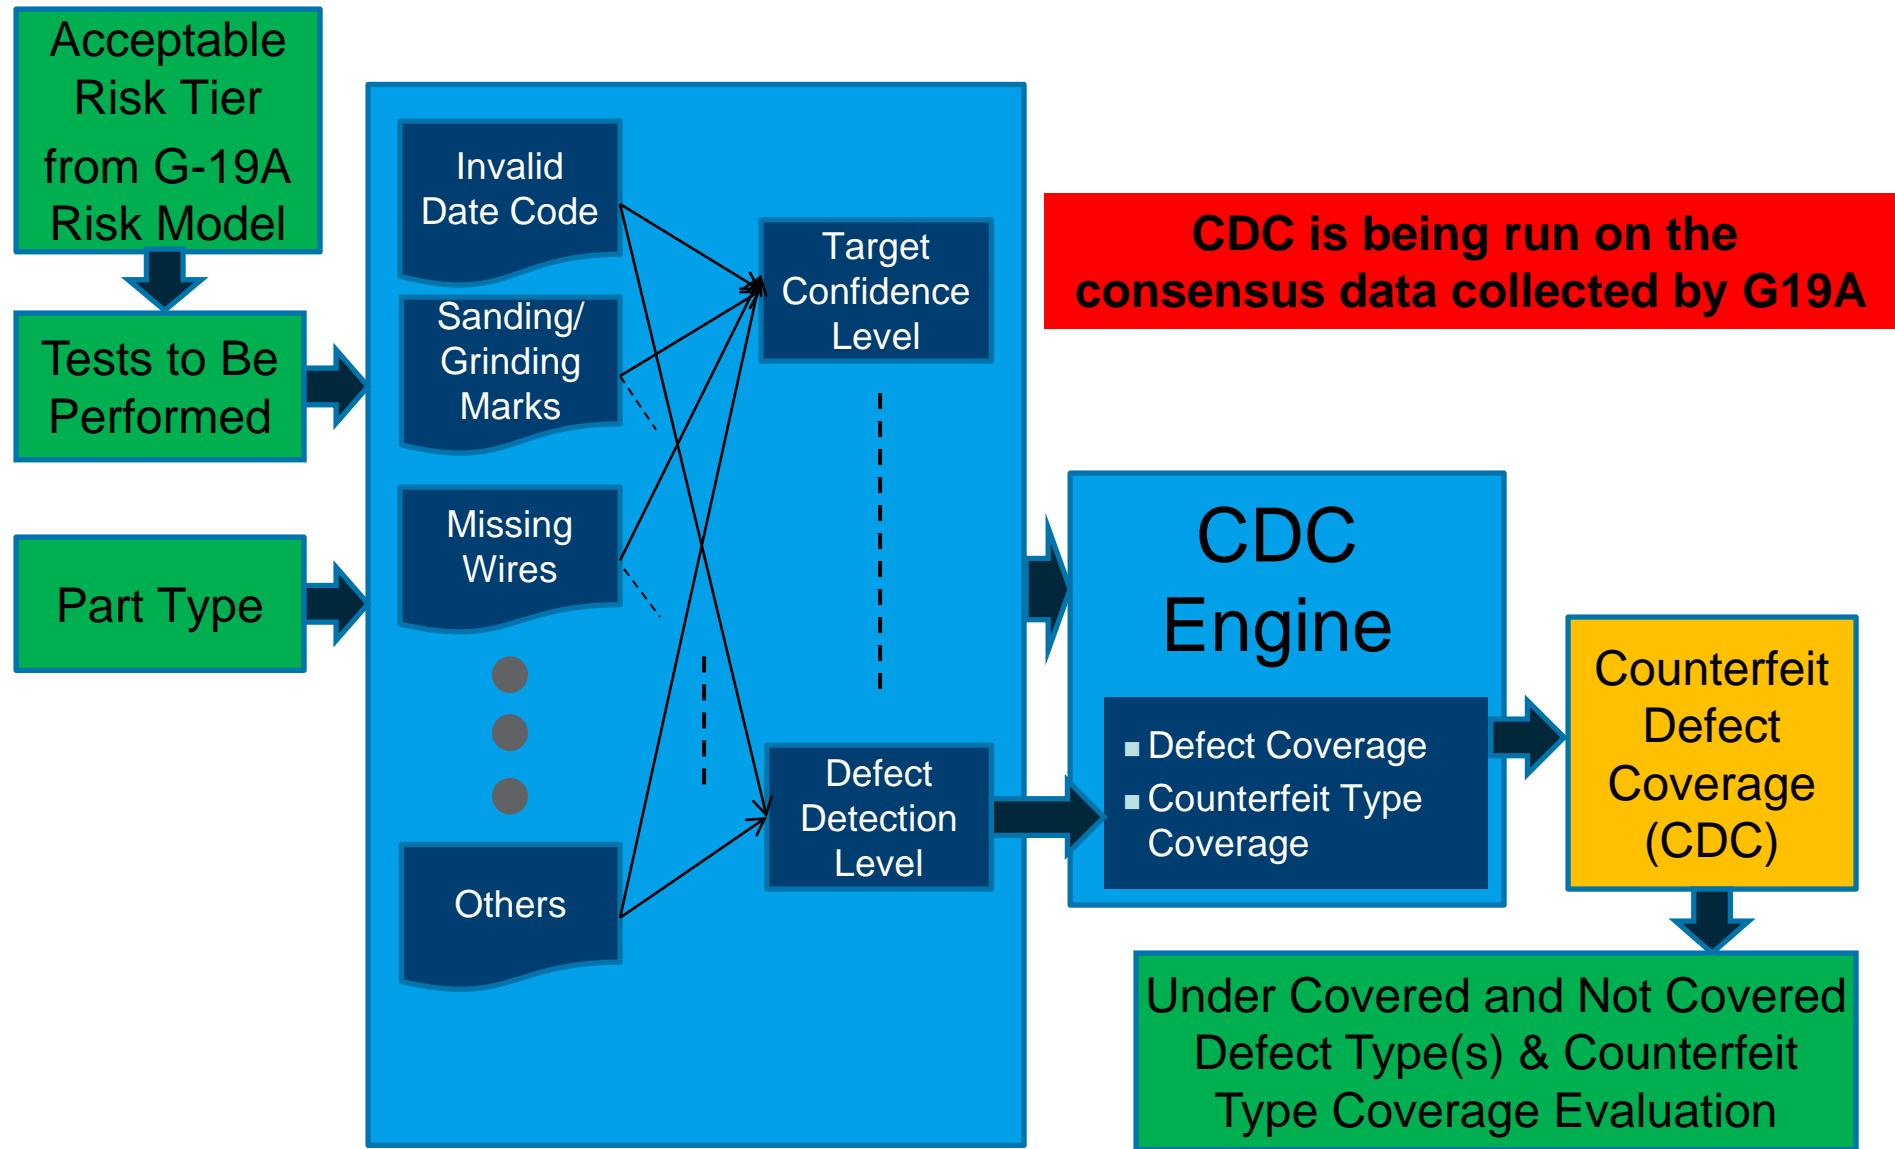 Acceptable
Risk Tier
from G-19A
Risk Model
Tests to Be
Performed
Part Type
Invalid
Date Code
Sanding/
Grinding
Marks
Missing
Wires
Others
Target
Confidence
Level
Defect
Detection
Level
CDC is being run on the
consensus data collected by G19A
CDC
Engine
Defect Coverage
Counterfeit Type
Coverage
Counterfeit
Defect
Coverage
(CDC)
Under Covered and Not Covered
Defect Type(s) & Counterfeit
Type Coverage Evaluation